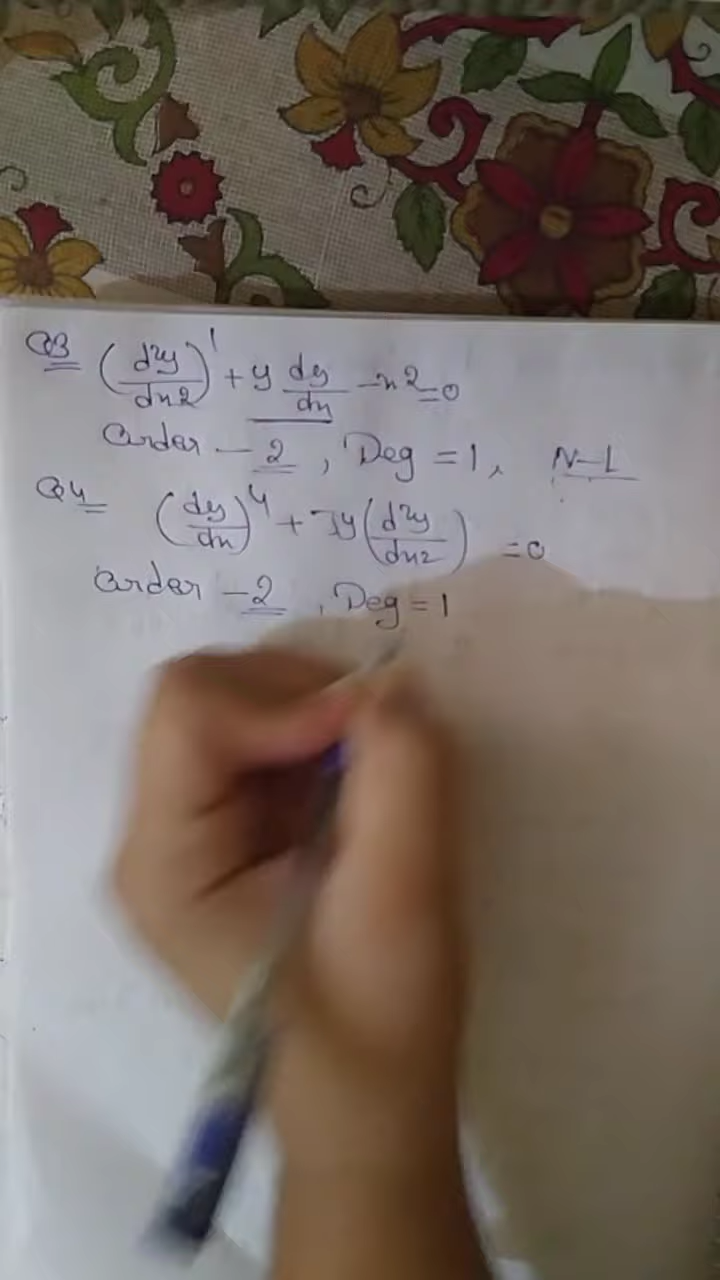 Q3 (d²y/dx2)¹ + y dy/dx - x2 = 0
Order - 2 , Deg = 1, N-L
Q4 (dy/dx)⁴ + 7y(d²y/dx2) = 0
Order - 2 , Deg = 1